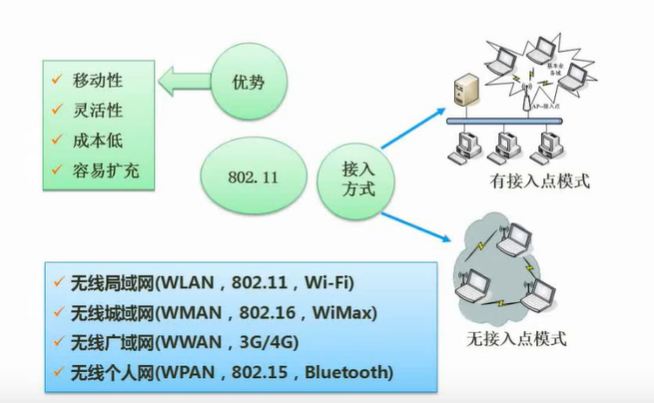 优势
✓ 移动性
✓ 灵活性
✓ 成本低
✓ 容易扩充
802.11
接入
方式
基本业
务域
AP-接入点
有接入点模式
无接入点模式
✓ 无线局域网(WLAN，802.11，Wi-Fi)
✓ 无线城域网(WMAN，802.16，WiMax)
✓ 无线广域网(WWAN，3G/4G)
✓ 无线个人网(WPAN，802.15，Bluetooth)